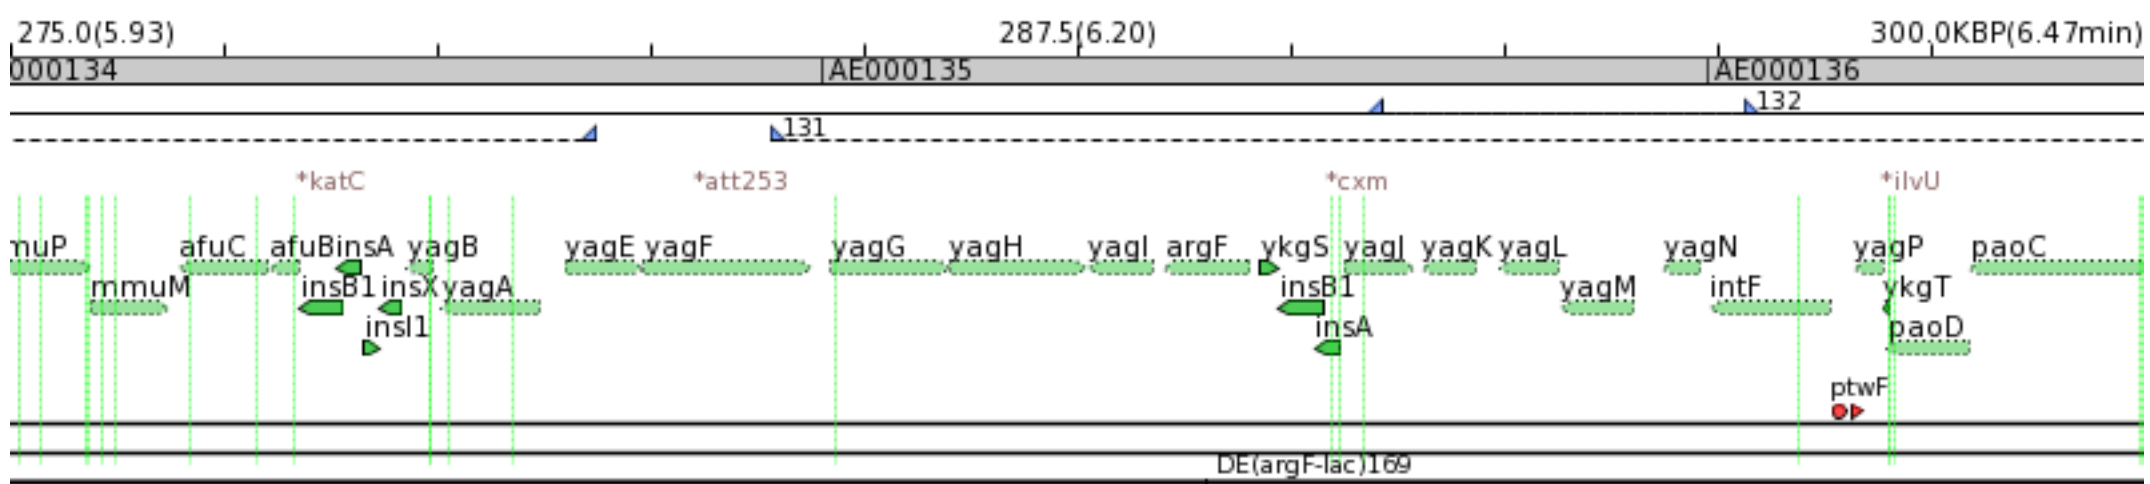 275.0(5.93) 287.5(6.20) 300.0KBP(6.47min)
000134 AE000135 AE000136
132
131
*katC *att253 *cxm *ilvU
muP afuC afuB insA yagB yagE yagF yagG yagH yagI argF ykgS yagJ yagK yagL yagN yagP paoC
mmuM insB1 insX yagA insB1 yagM intF ykgT
insI1 insA paoD
ptwF
DE(argF-lac)169